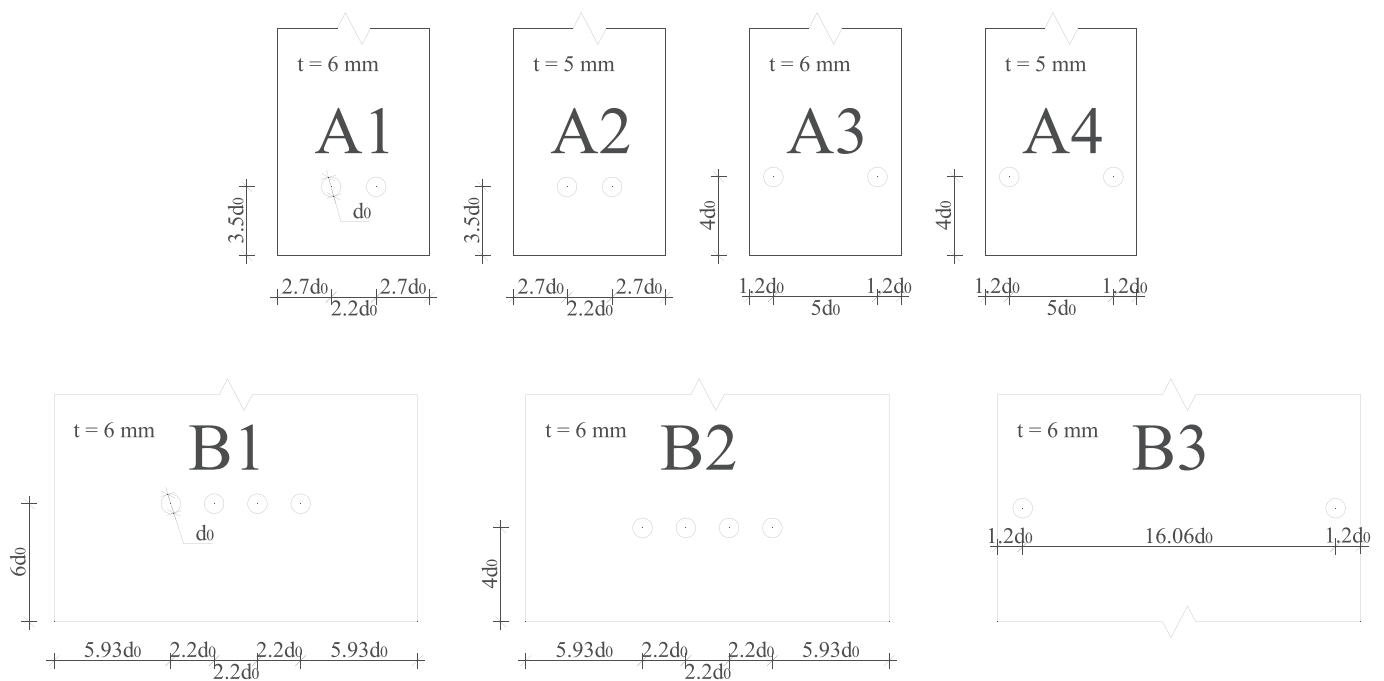 t = 6 mm
t = 5 mm
t = 6 mm
t = 5 mm
A1
A2
A3
A4
3.5d0
d0
3.5d0
4d0
4d0
2.7d0
2.2d0
2.7d0
2.7d0
2.2d0
2.7d0
1.2d0
5d0
1.2d0
1.2d0
5d0
1.2d0
t = 6 mm
B1
t = 6 mm
B2
t = 6 mm
B3
6d0
d0
4d0
1.2d0
16.06d0
1.2d0
5.93d0
2.2d0
2.2d0
2.2d0
5.93d0
5.93d0
2.2d0
2.2d0
2.2d0
5.93d0